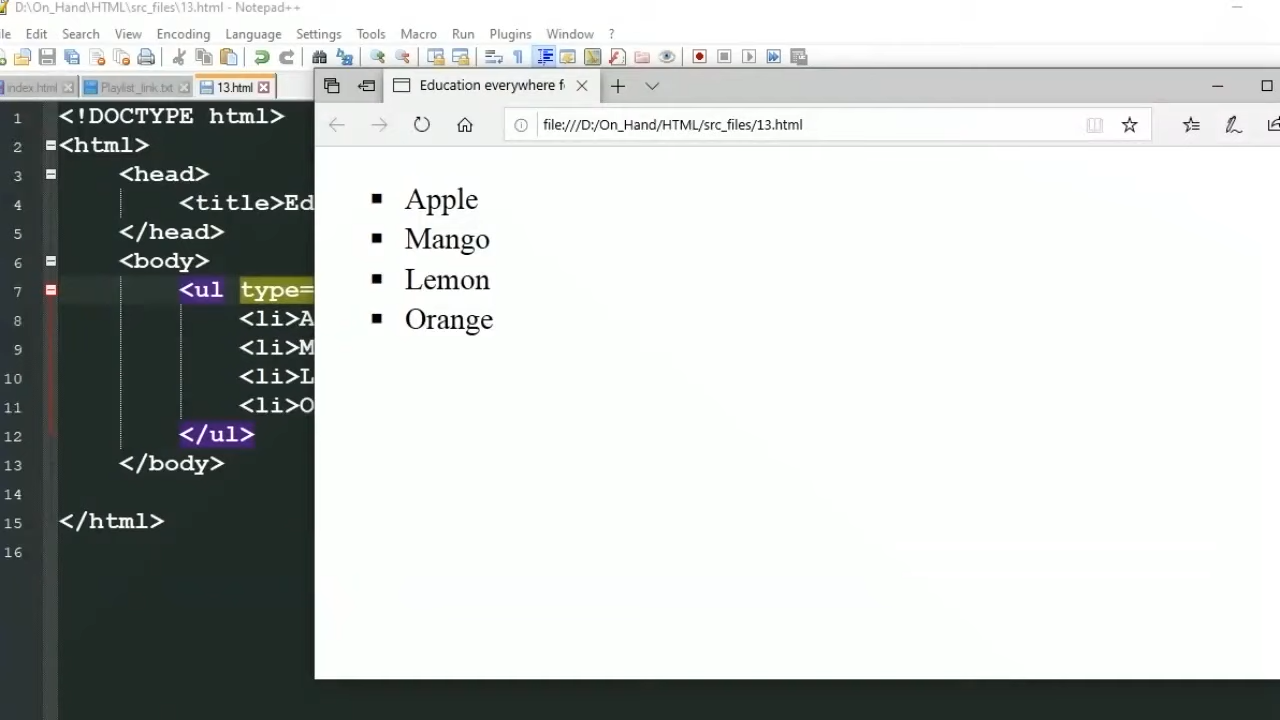 D:\On_Hand\HTML\src_files\13.html - Notepad++
Edit Search View Encoding Language Settings Tools Macro Run Plugins Window ?
index.html Playlist_link.txt 13.html
Education everywhere
file:///D:/On_Hand/HTML/src_files/13.html
1 <!DOCTYPE html>
2 <html>
3 <head>
4 <title>Ed
5 </head>
6 <body>
7 <ul type=
8 <li>A
9 <li>M
10 <li>L
11 <li>O
12 </ul>
13 </body>
14
15 </html>
16
Apple
Mango
Lemon
Orange